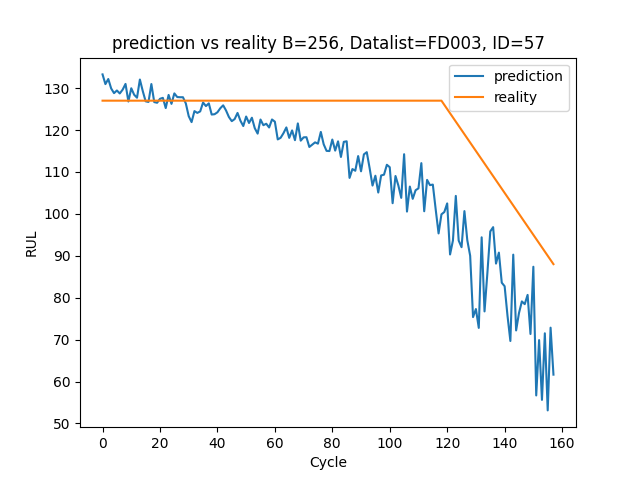 prediction vs reality B=256, Datalist=FD003, ID=57
prediction
reality
RUL
130
120
110
100
90
80
70
60
50
0 20 40 60 80 100 120 140 160
Cycle